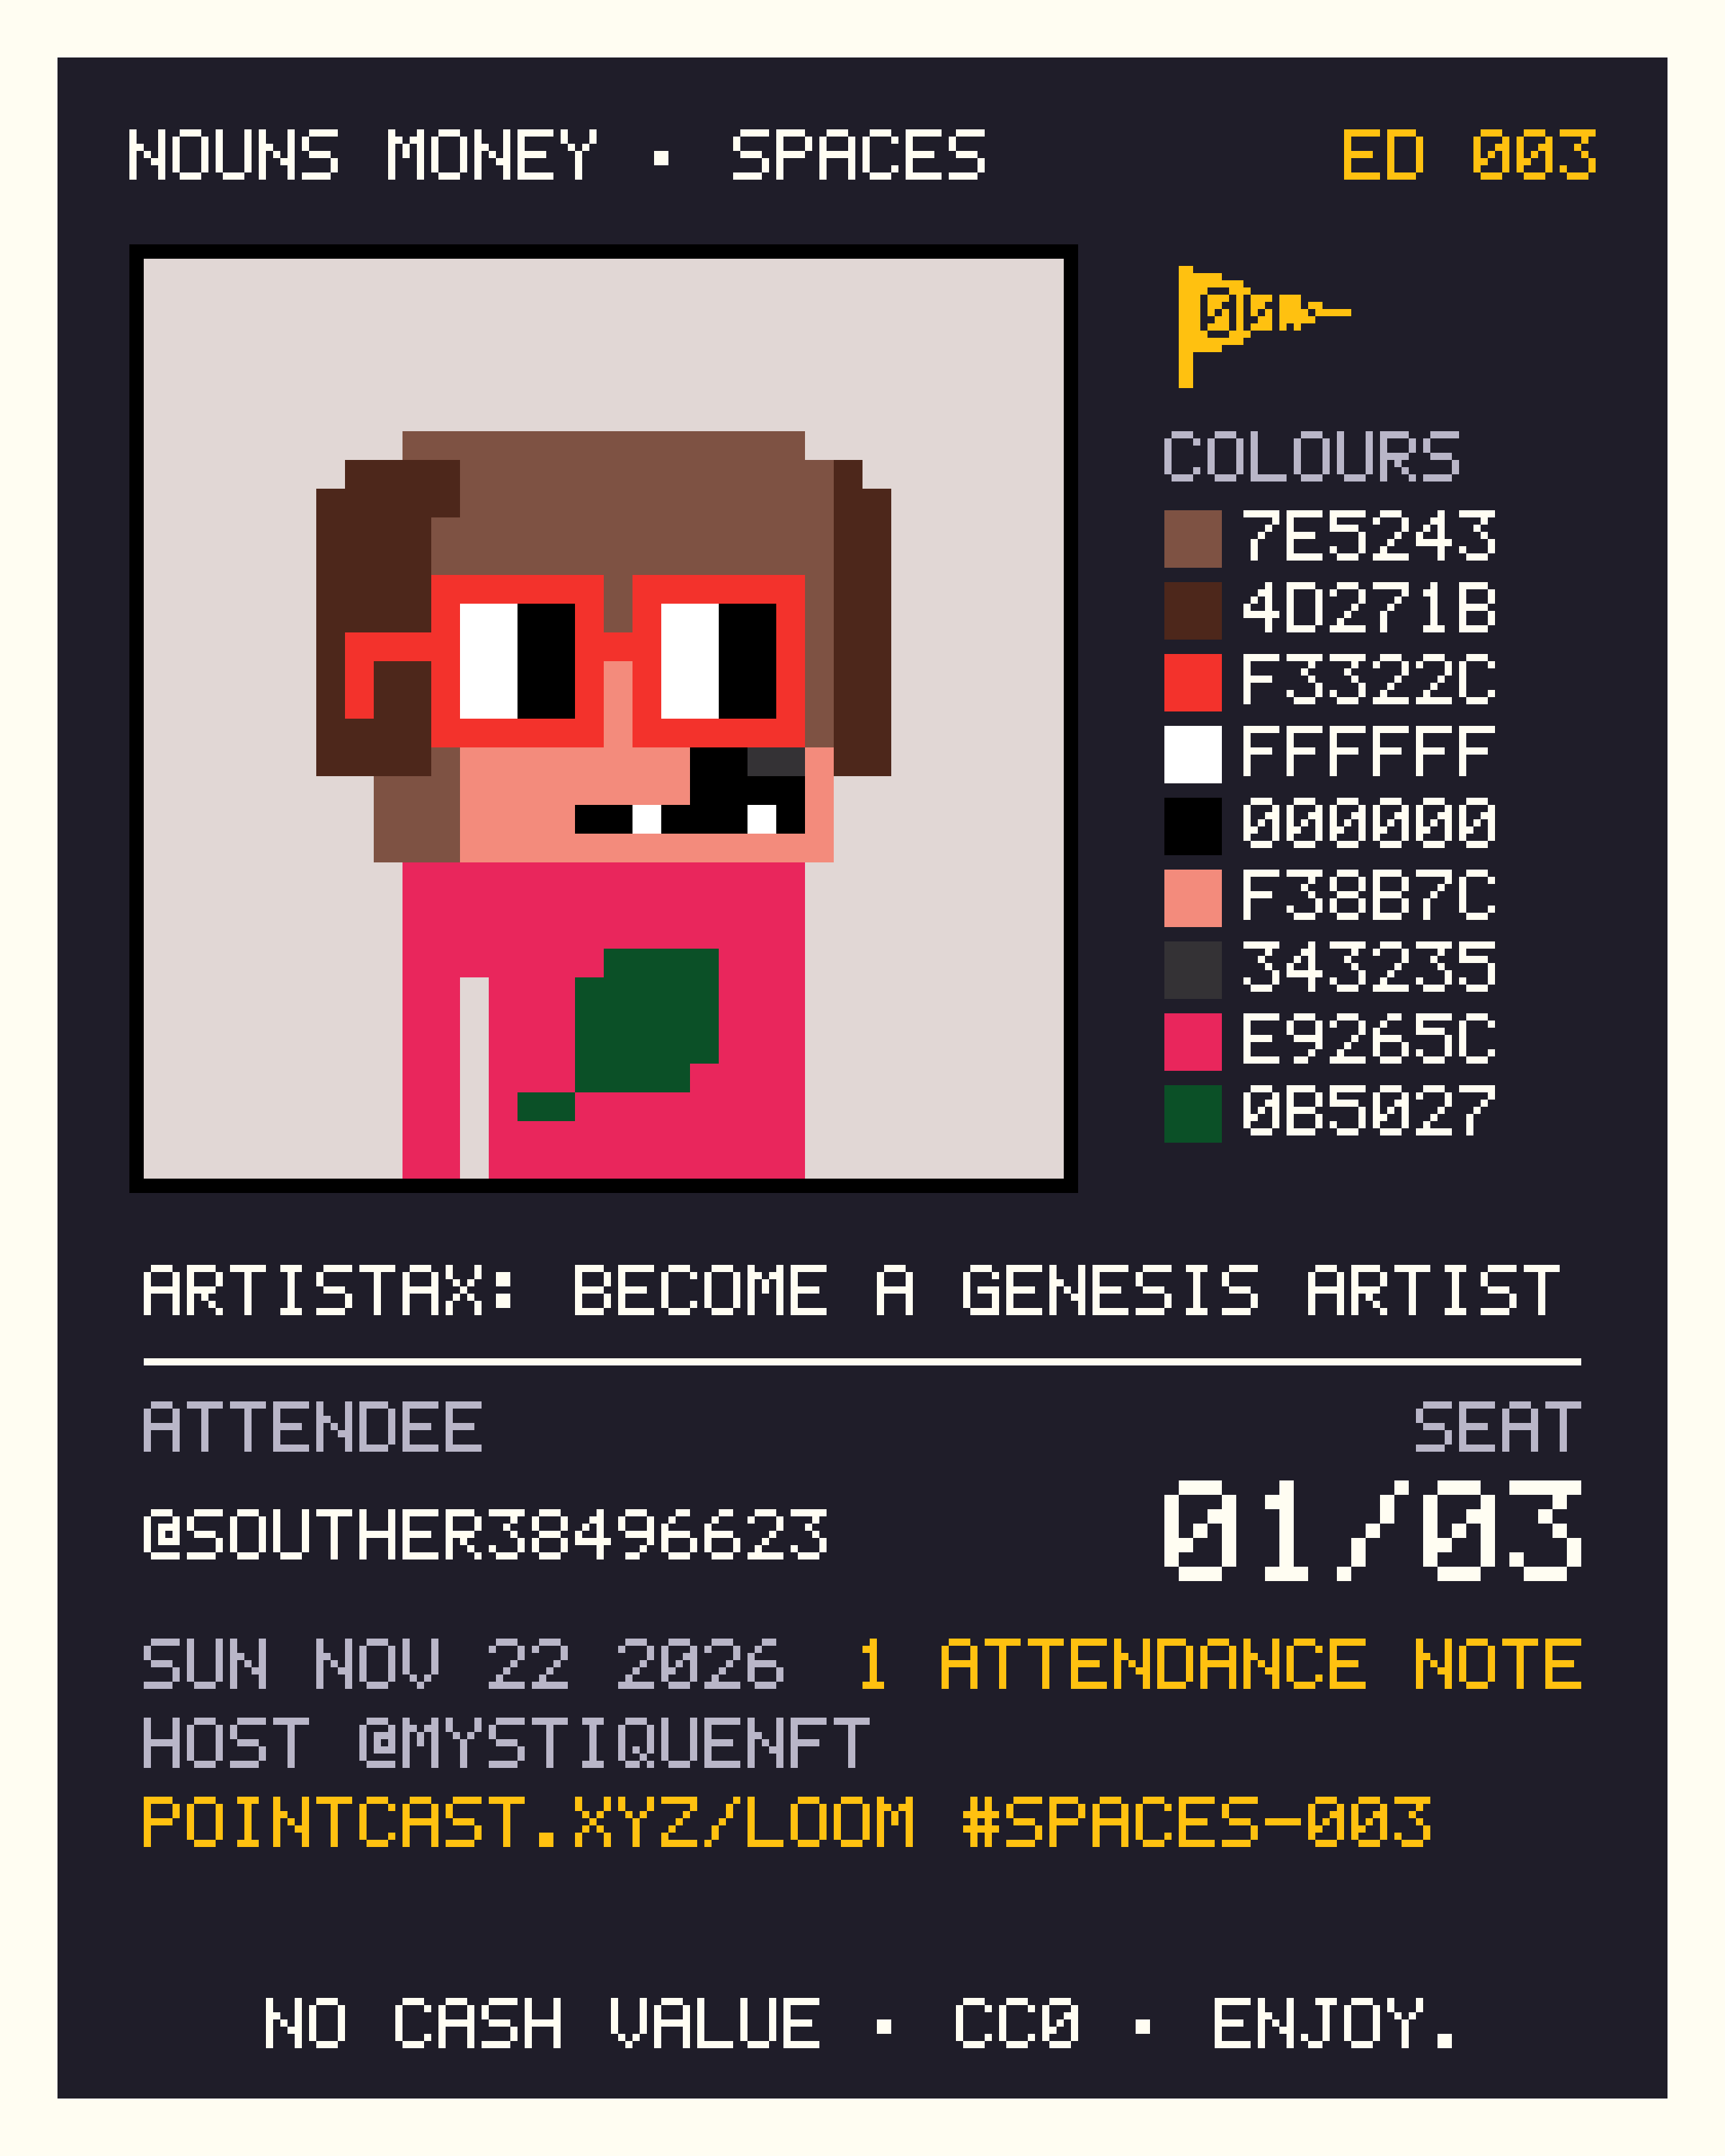 NOUNS MONEY · SPACES
ED 003
COLOURS
7E5243
4D271B
F3322C
FFFFFF
000000
F38B7C
343235
E9265C
0B5027
ARTISTAX: BECOME A GENESIS ARTIST
ATTENDEE
SEAT
@SOUTHER38496623
01/03
SUN NOV 22 2026
1 ATTENDANCE NOTE
HOST @MYSTIQUENFT
POINTCAST.XYZ/LOOM #SPACES-003
NO CASH VALUE · CC0 · ENJOY.